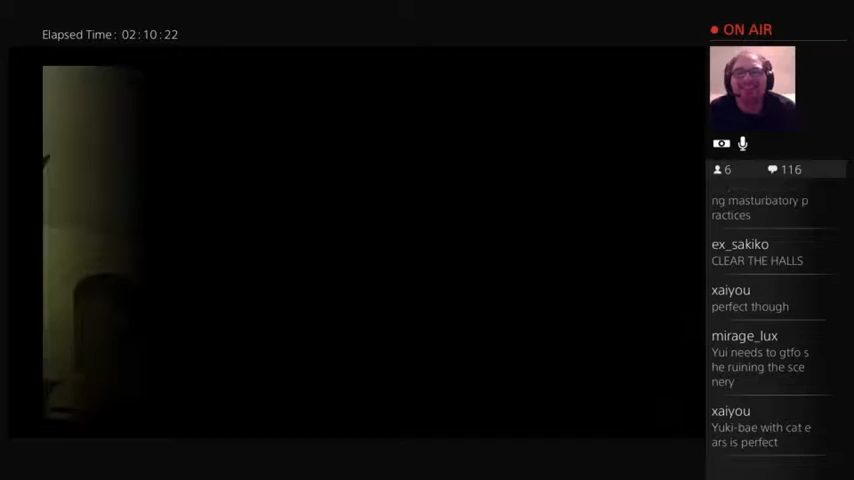 Elapsed Time: 02:10:22
ON AIR
6 116
ng masturbatory p
ractices
ex_sakiko
CLEAR THE HALLS
xaiyou
perfect though
mirage_lux
Yui needs to gtfo s
he ruining the sce
nery
xaiyou
Yuki-bae with cat e
ars is perfect